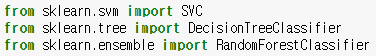 from sklearn.svm import SVC
from sklearn.tree import DecisionTreeClassifier
from sklearn.ensemble import RandomForestClassifier